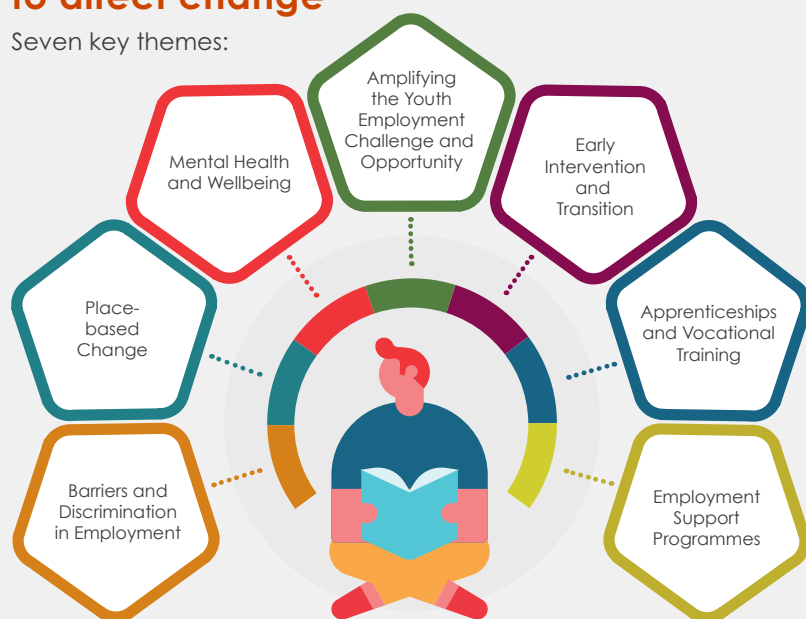 to direct change
Seven key themes:
Amplifying
the Youth
Employment
Challenge and
Opportunity
Mental Health
and Wellbeing
Early
Intervention
and
Transition
Place-
based
Change
Apprenticeships
and Vocational
Training
Barriers and
Discrimination
in Employment
Employment
Support
Programmes